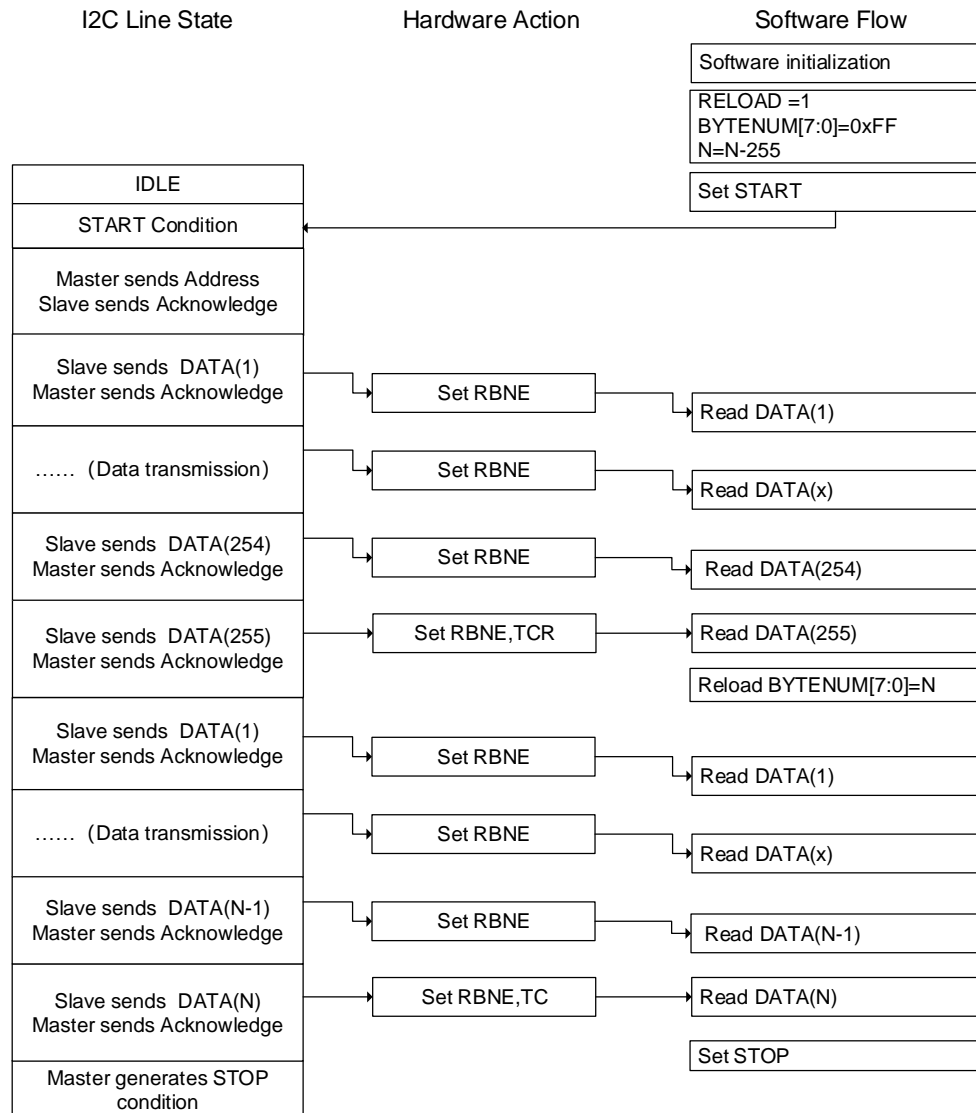 I2C Line State
Hardware Action
Software Flow
Software initialization
RELOAD =1
BYTENUM[7:0]=0xFF
N=N-255
IDLE
Set START
START Condition
Master sends Address
Slave sends Acknowledge
Slave sends DATA(1)
Master sends Acknowledge
Set RBNE
Read DATA(1)
…… (Data transmission)
Set RBNE
Read DATA(x)
Slave sends DATA(254)
Master sends Acknowledge
Set RBNE
Read DATA(254)
Slave sends DATA(255)
Master sends Acknowledge
Set RBNE,TCR
Read DATA(255)
Reload BYTENUM[7:0]=N
Slave sends DATA(1)
Master sends Acknowledge
Set RBNE
Read DATA(1)
…… (Data transmission)
Set RBNE
Read DATA(x)
Slave sends DATA(N-1)
Master sends Acknowledge
Set RBNE
Read DATA(N-1)
Slave sends DATA(N)
Master sends Acknowledge
Set RBNE,TC
Read DATA(N)
Set STOP
Master generates STOP
condition